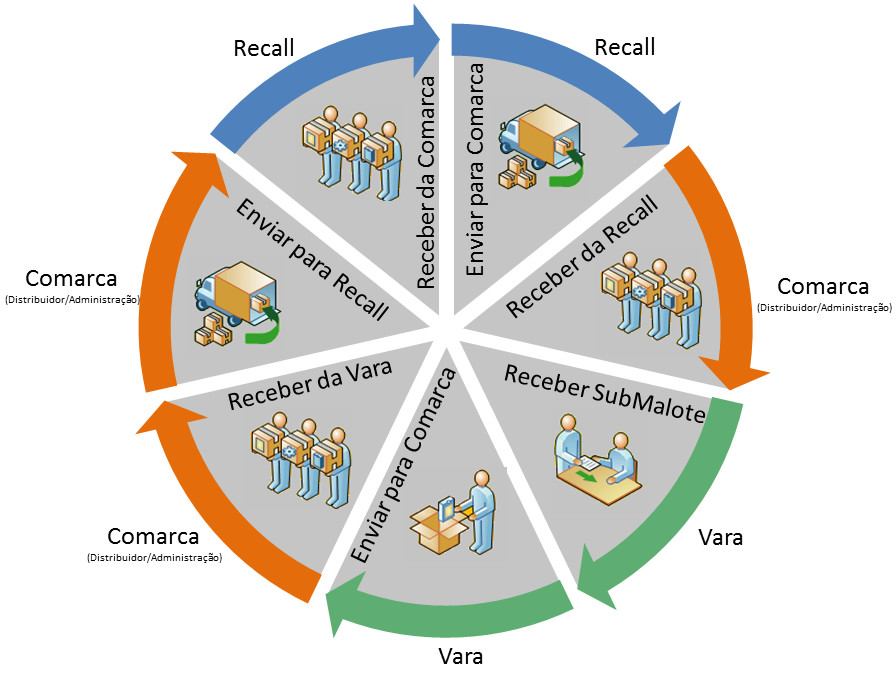 Recall
Recall
Receber da Comarca
Enviar para Comarca
Enviar para Recall
Receber da Recall
Comarca
(Distribuidor/Administração)
Comarca
(Distribuidor/Administração)
Receber da Vara
Enviar para Comarca
Receber SubMalote
Comarca
(Distribuidor/Administração)
Vara
Vara